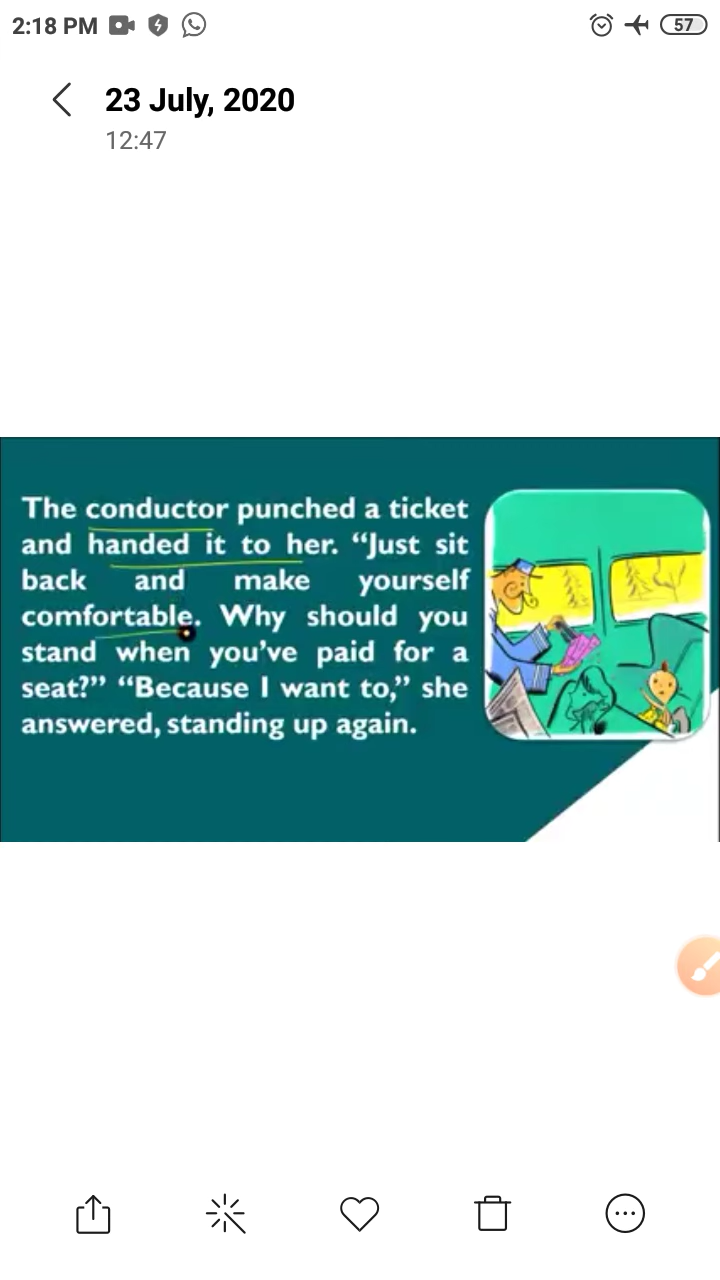 2:18 PM
57
23 July, 2020
12:47
The conductor punched a ticket
and handed it to her. “Just sit
back and make yourself
comfortable. Why should you
stand when you’ve paid for a
seat?” “Because I want to,” she
answered, standing up again.